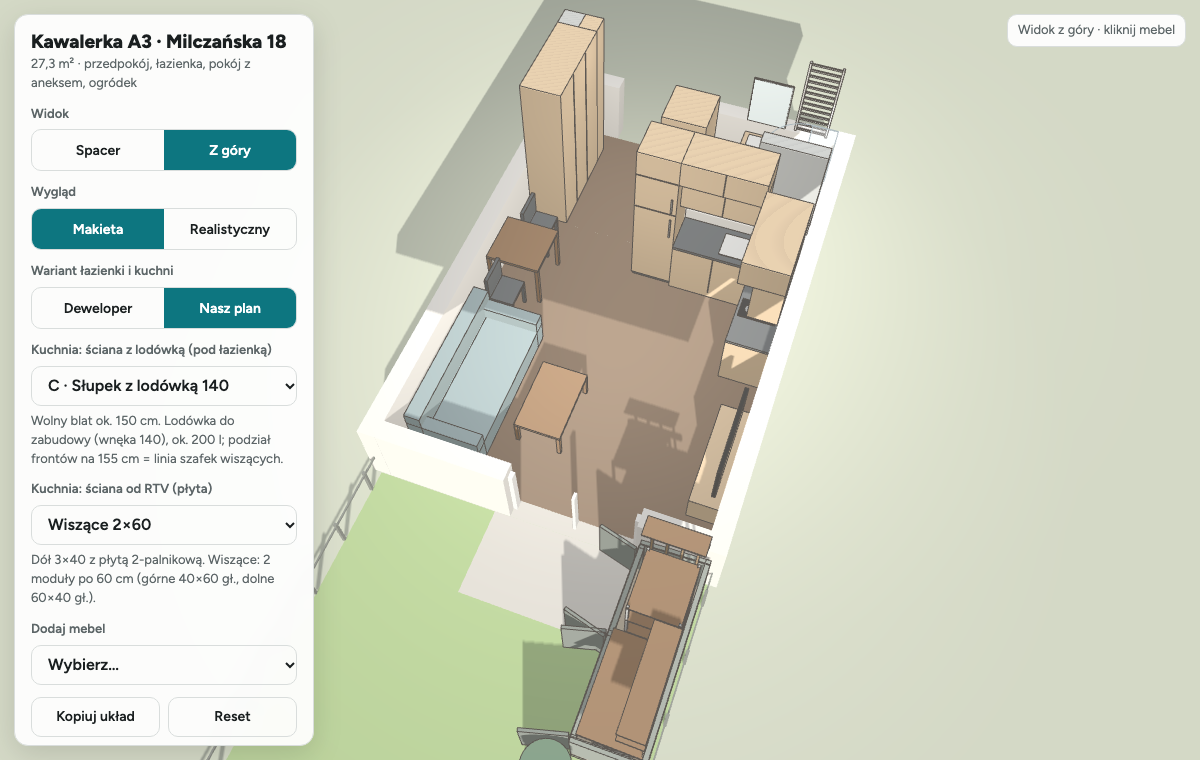 Kawalerka A3 · Milczańska 18
27,3 m² · przedpokój, łazienka, pokój z
aneksem, ogródek
Widok
Spacer
Z góry
Wygląd
Makieta
Realistyczny
Wariant łazienki i kuchni
Deweloper
Nasz plan
Kuchnia: ściana z lodówką (pod łazienką)
C · Słupek z lodówką 140
Wolny blat ok. 150 cm. Lodówka do
zabudowy (wnęka 140), ok. 200 l; podział
frontów na 155 cm = linia szafek wiszących.
Kuchnia: ściana od RTV (płyta)
Wiszące 2×60
Dół 3×40 z płytą 2-palnikową. Wiszące: 2
moduły po 60 cm (górne 40×60 gł., dolne
60×40 gł.).
Dodaj mebel
Wybierz...
Kopiuj układ
Reset
Widok z góry · kliknij mebel